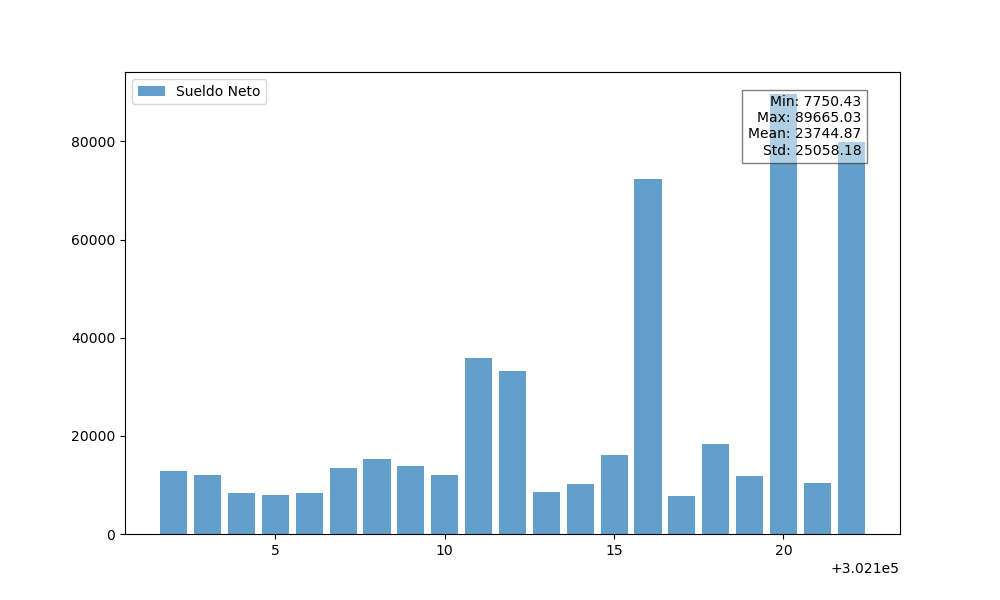 Sueldo Neto
Min: 7750.43
Max: 89665.03
Mean: 23744.87
Std: 25058.18
80000
60000
40000
20000
0
5 10 15 20
+3.021e5